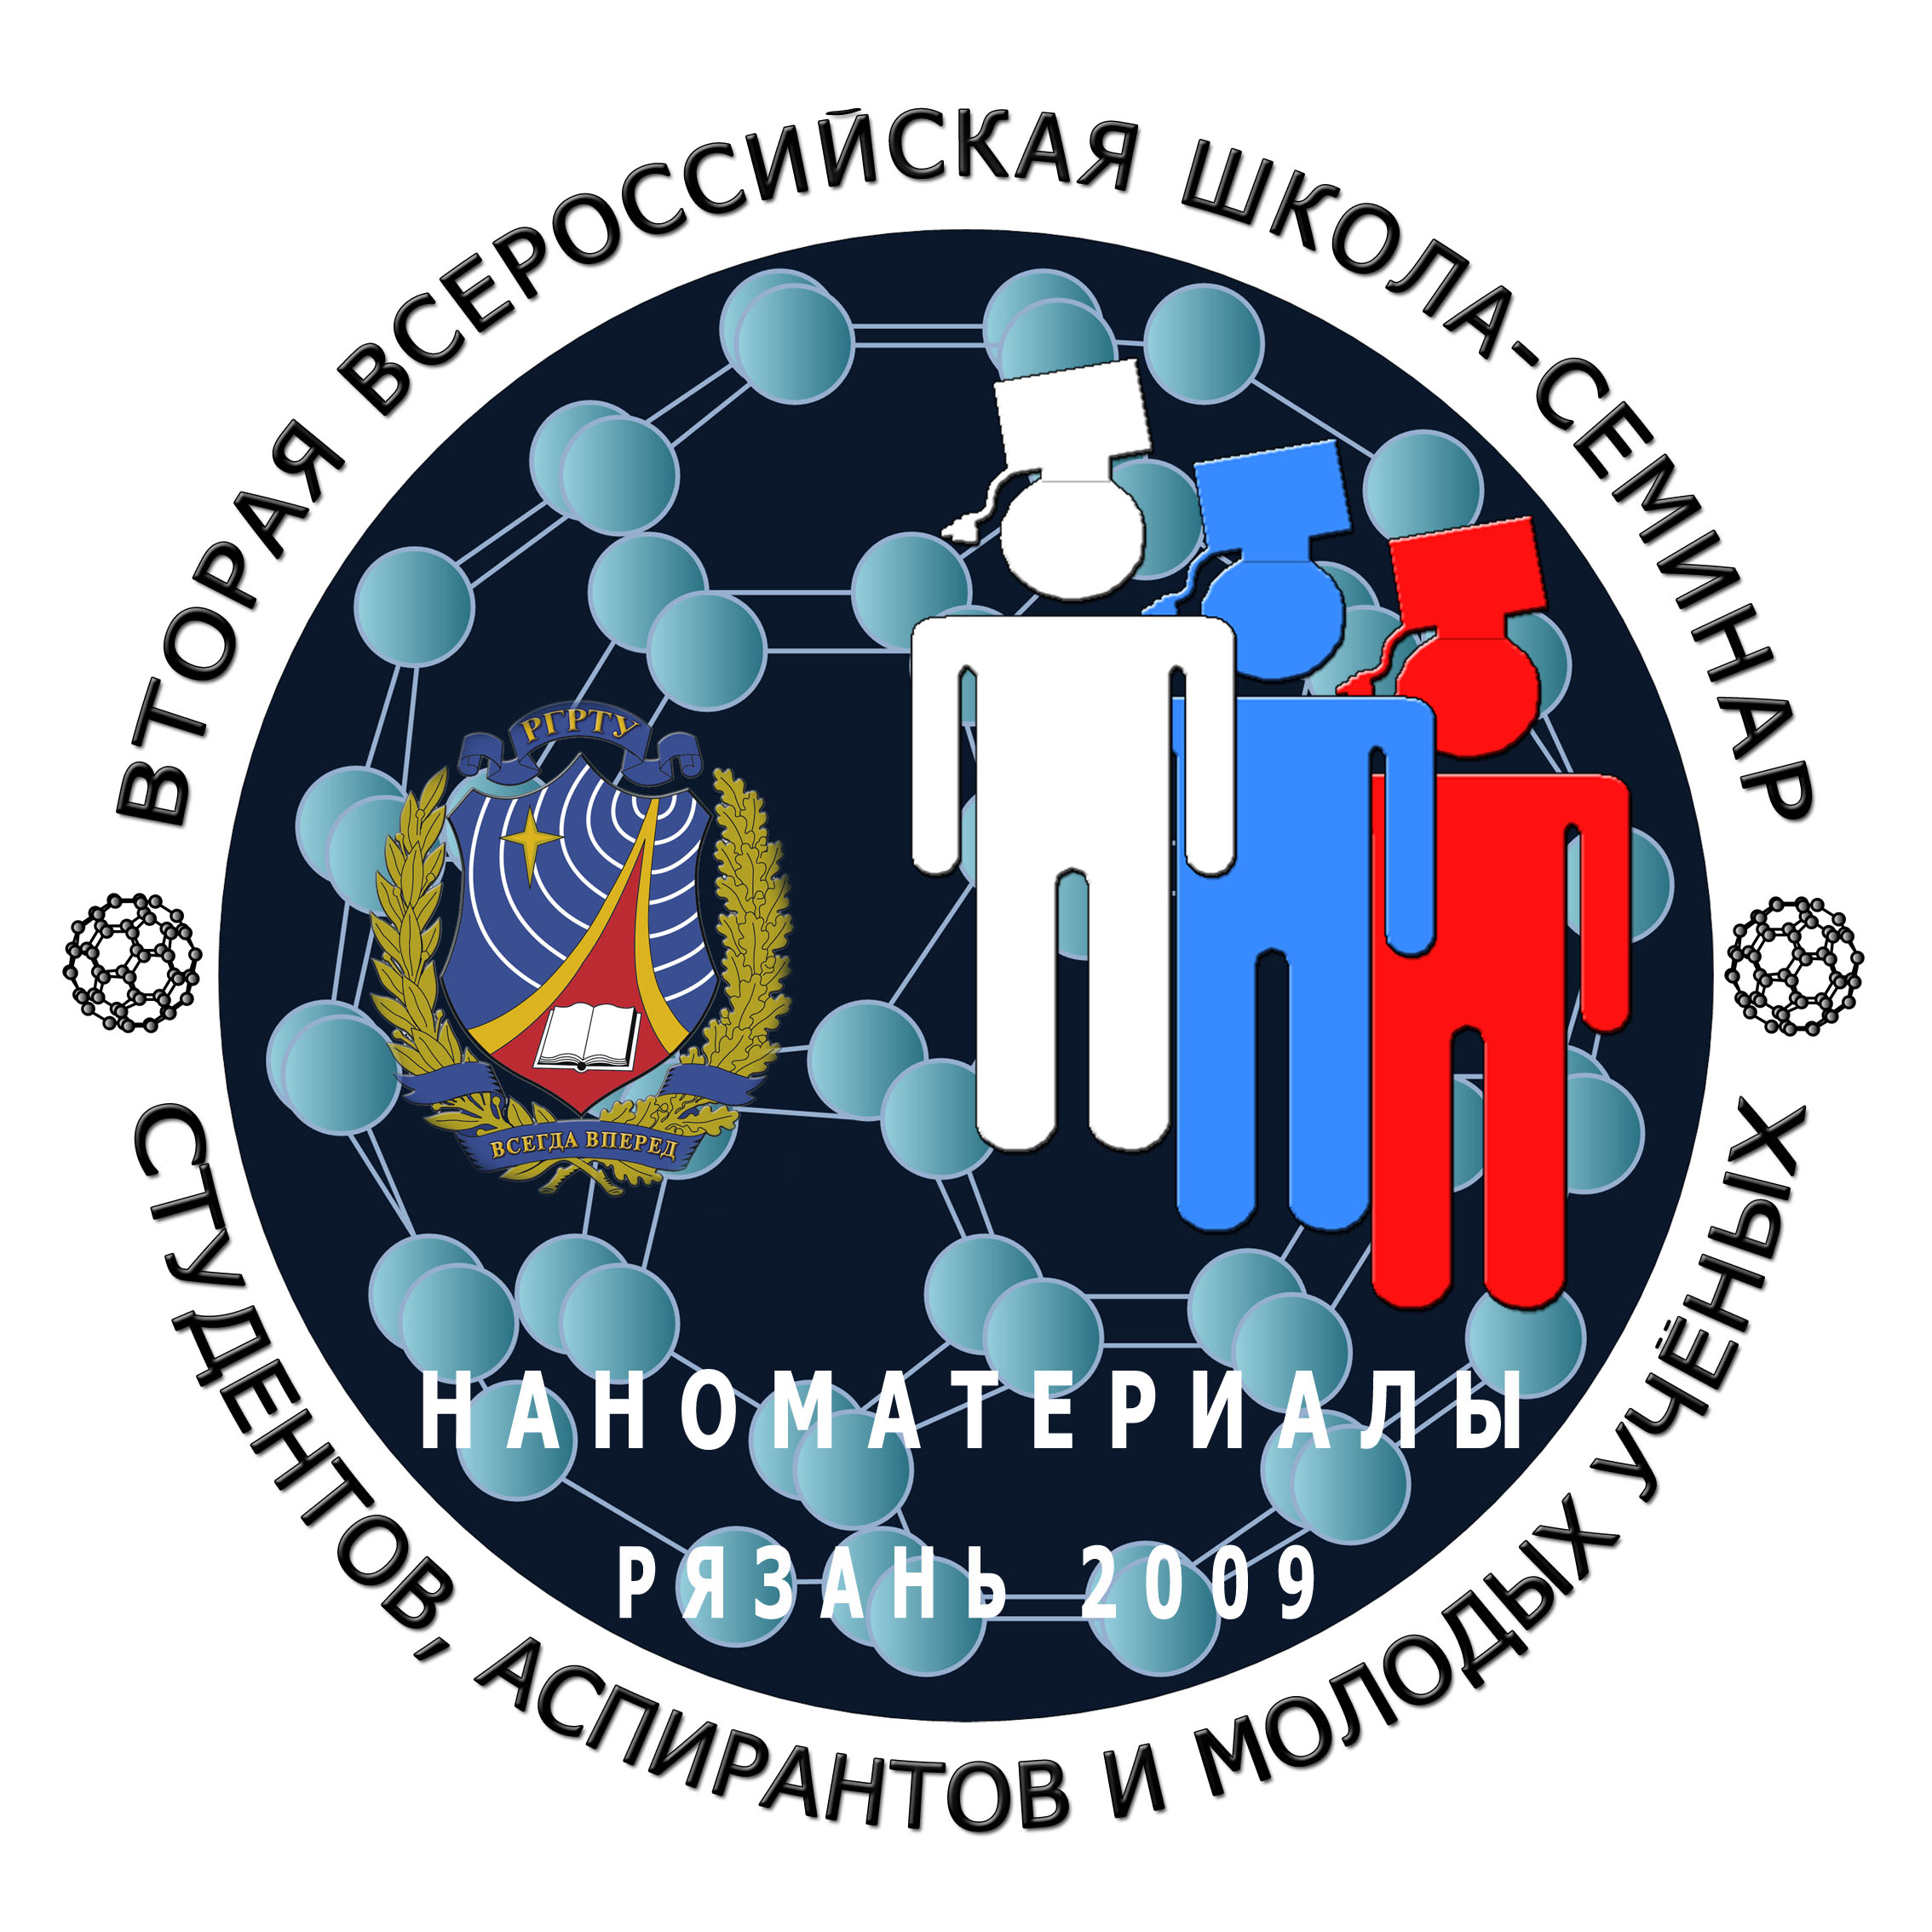 ВТОРАЯ ВСЕРОССИЙСКАЯ ШКОЛА-СЕМИНАР
РГРТУ
ВСЕГДА ВПЕРЕД
НАНОМАТЕРИАЛЫ
РЯЗАНЬ 2009
СТУДЕНТОВ, АСПИРАНТОВ И МОЛОДЫХ УЧЁНЫХ